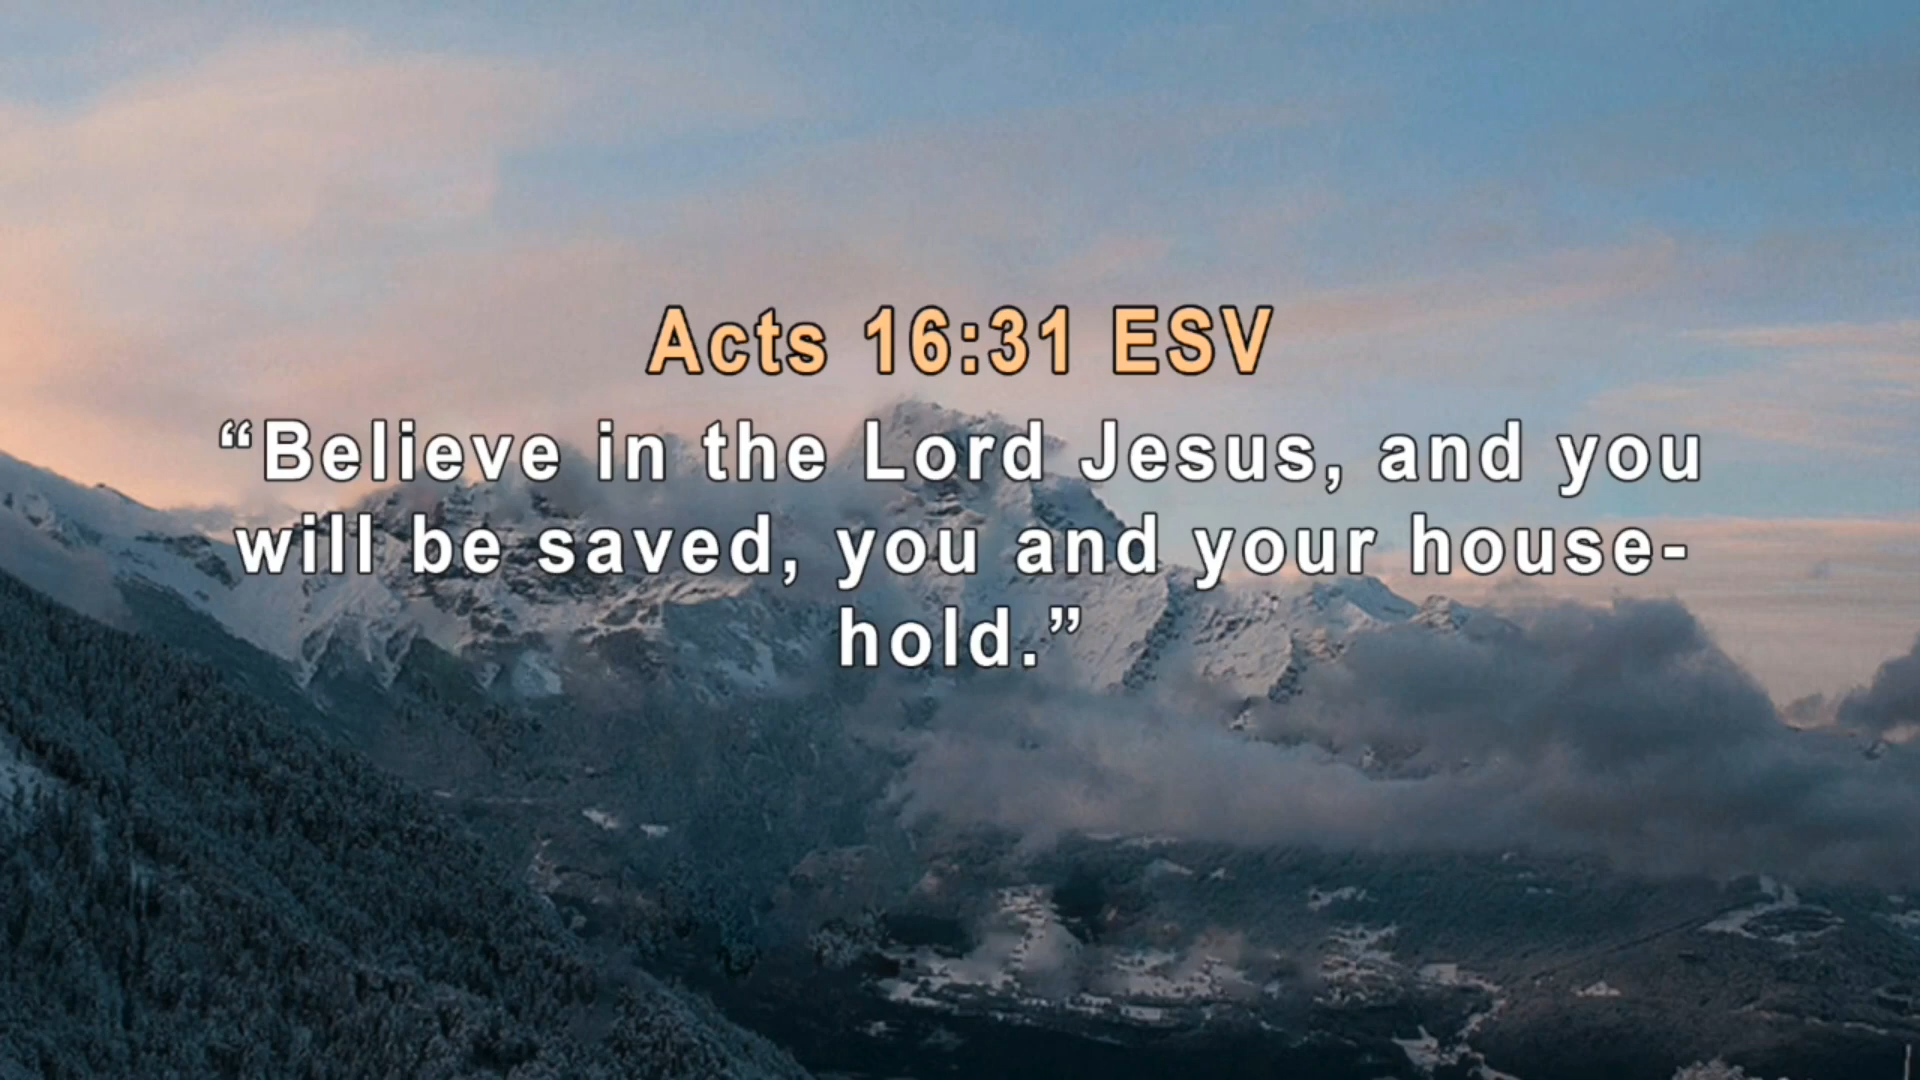 Acts 16:31 ESV
“Believe in the Lord Jesus, and you
will be saved, you and your house-
hold.”